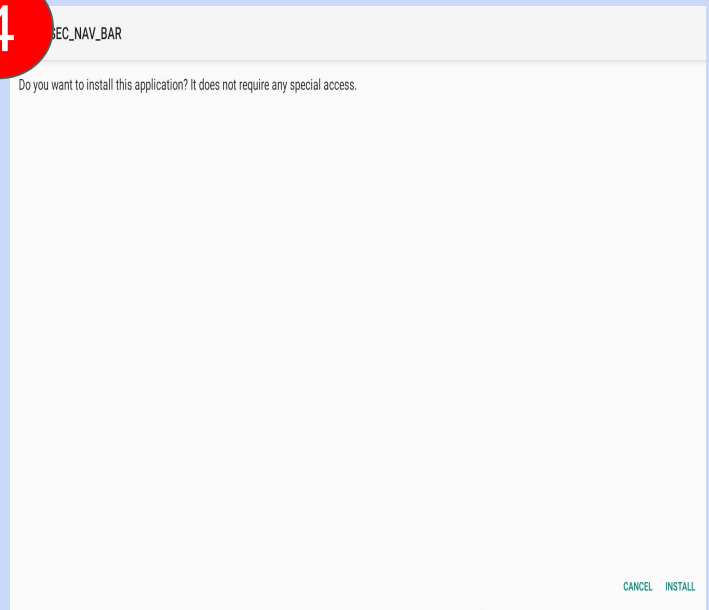 4
SEC_NAV_BAR
Do you want to install this application? It does not require any special access.
CANCEL INSTALL